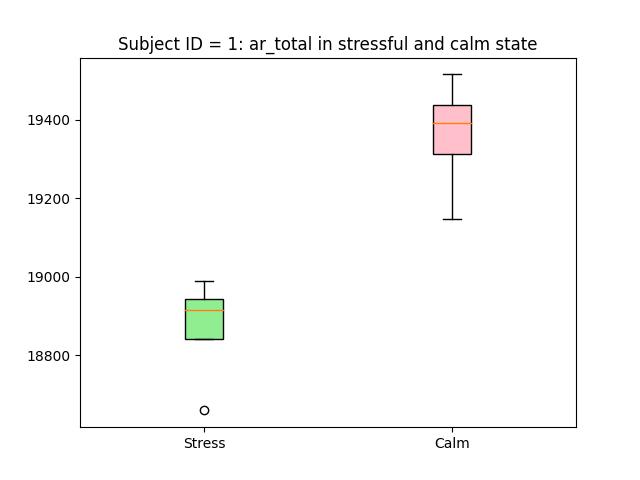 Subject ID = 1: ar_total in stressful and calm state
19400
19200
19000
18800
Stress Calm